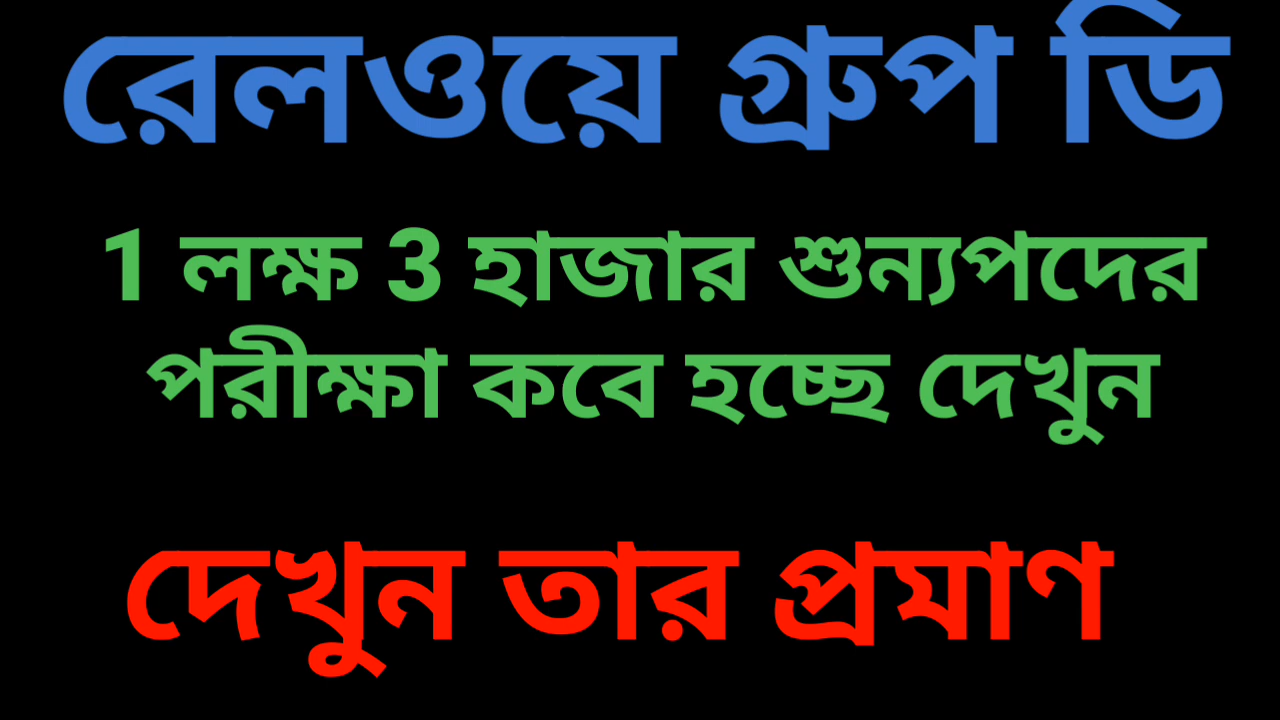 রেলওয়ে গ্রুপ ডি
1 লক্ষ 3 হাজার শুন্যপদের
পরীক্ষা কবে হচ্ছে দেখুন
দেখুন তার প্রমাণ